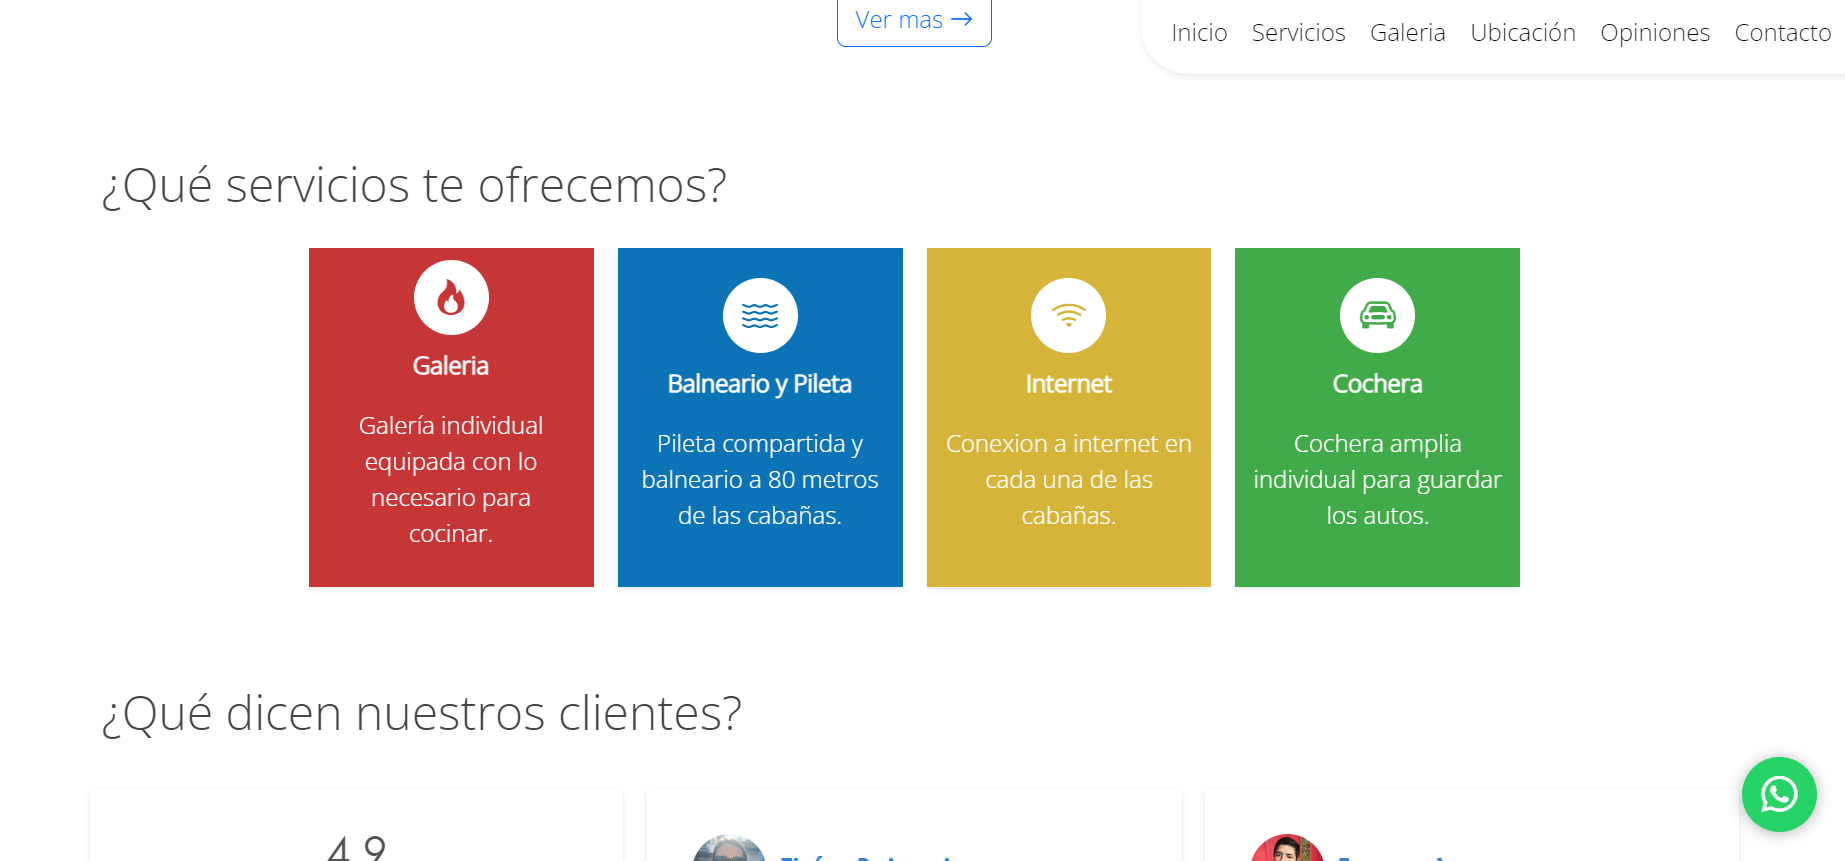 Ver mas
Inicio Servicios Galeria Ubicación Opiniones Contacto
¿Qué servicios te ofrecemos?
Galeria
Galería individual
equipada con lo
necesario para
cocinar.
Balneario y Pileta
Pileta compartida y
balneario a 80 metros
de las cabañas.
Internet
Conexion a internet en
cada una de las
cabañas.
Cochera
Cochera amplia
individual para guardar
los autos.
¿Qué dicen nuestros clientes?
4.9